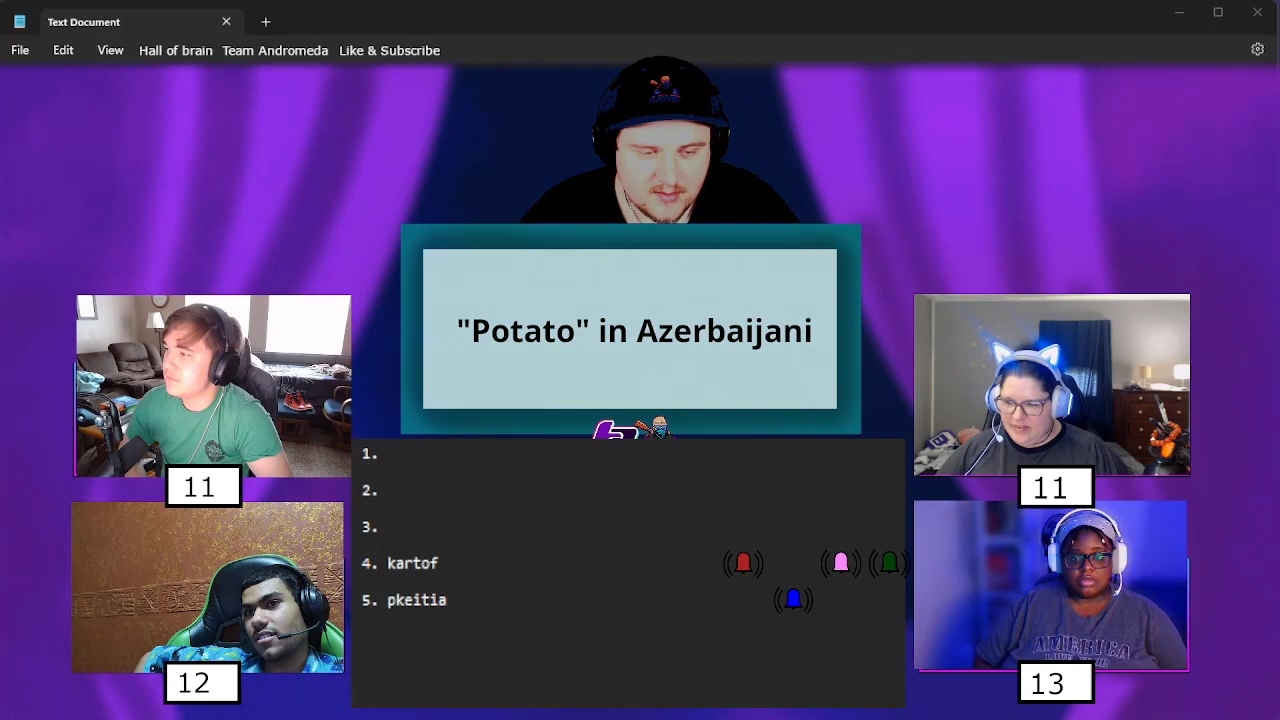 Text Document
File Edit View Hall of brain Team Andromeda Like & Subscribe
"Potato" in Azerbaijani
1.
2.
3.
4. kartof
5. pkeitia
11
11
12
13
AMERICA